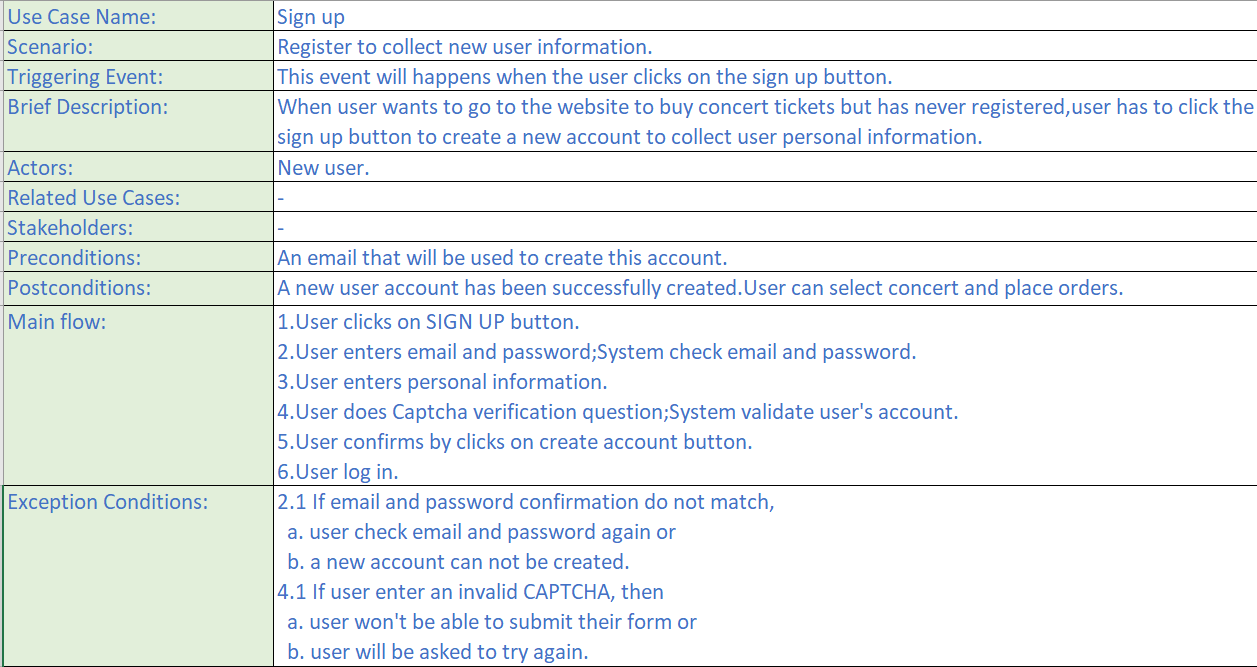 Use Case Name: Sign up
Scenario: Register to collect new user information.
Triggering Event: This event will happens when the user clicks on the sign up button.
Brief Description: When user wants to go to the website to buy concert tickets but has never registered,user has to click the
sign up button to create a new account to collect user personal information.
Actors: New user.
Related Use Cases: -
Stakeholders: -
Preconditions: An email that will be used to create this account.
Postconditions: A new user account has been successfully created.User can select concert and place orders.
Main flow: 1.User clicks on SIGN UP button.
2.User enters email and password;System check email and password.
3.User enters personal information.
4.User does Captcha verification question;System validate user's account.
5.User confirms by clicks on create account button.
6.User log in.
Exception Conditions: 2.1 If email and password confirmation do not match,
a. user check email and password again or
b. a new account can not be created.
4.1 If user enter an invalid CAPTCHA, then
a. user won't be able to submit their form or
b. user will be asked to try again.